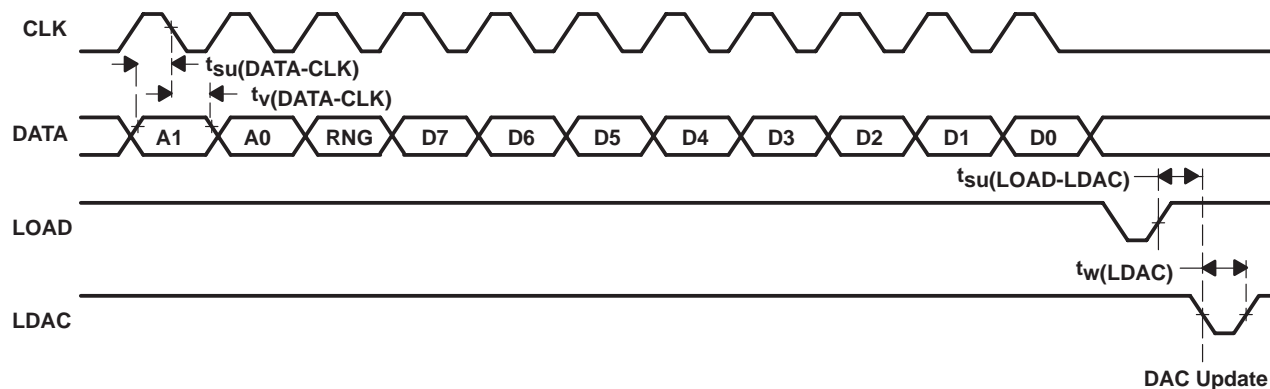 CLK
tsu(DATA-CLK)
tv(DATA-CLK)
DATA
A1 A0 RNG D7 D6 D5 D4 D3 D2 D1 D0
tsu(LOAD-LDAC)
LOAD
tw(LDAC)
LDAC
DAC Update